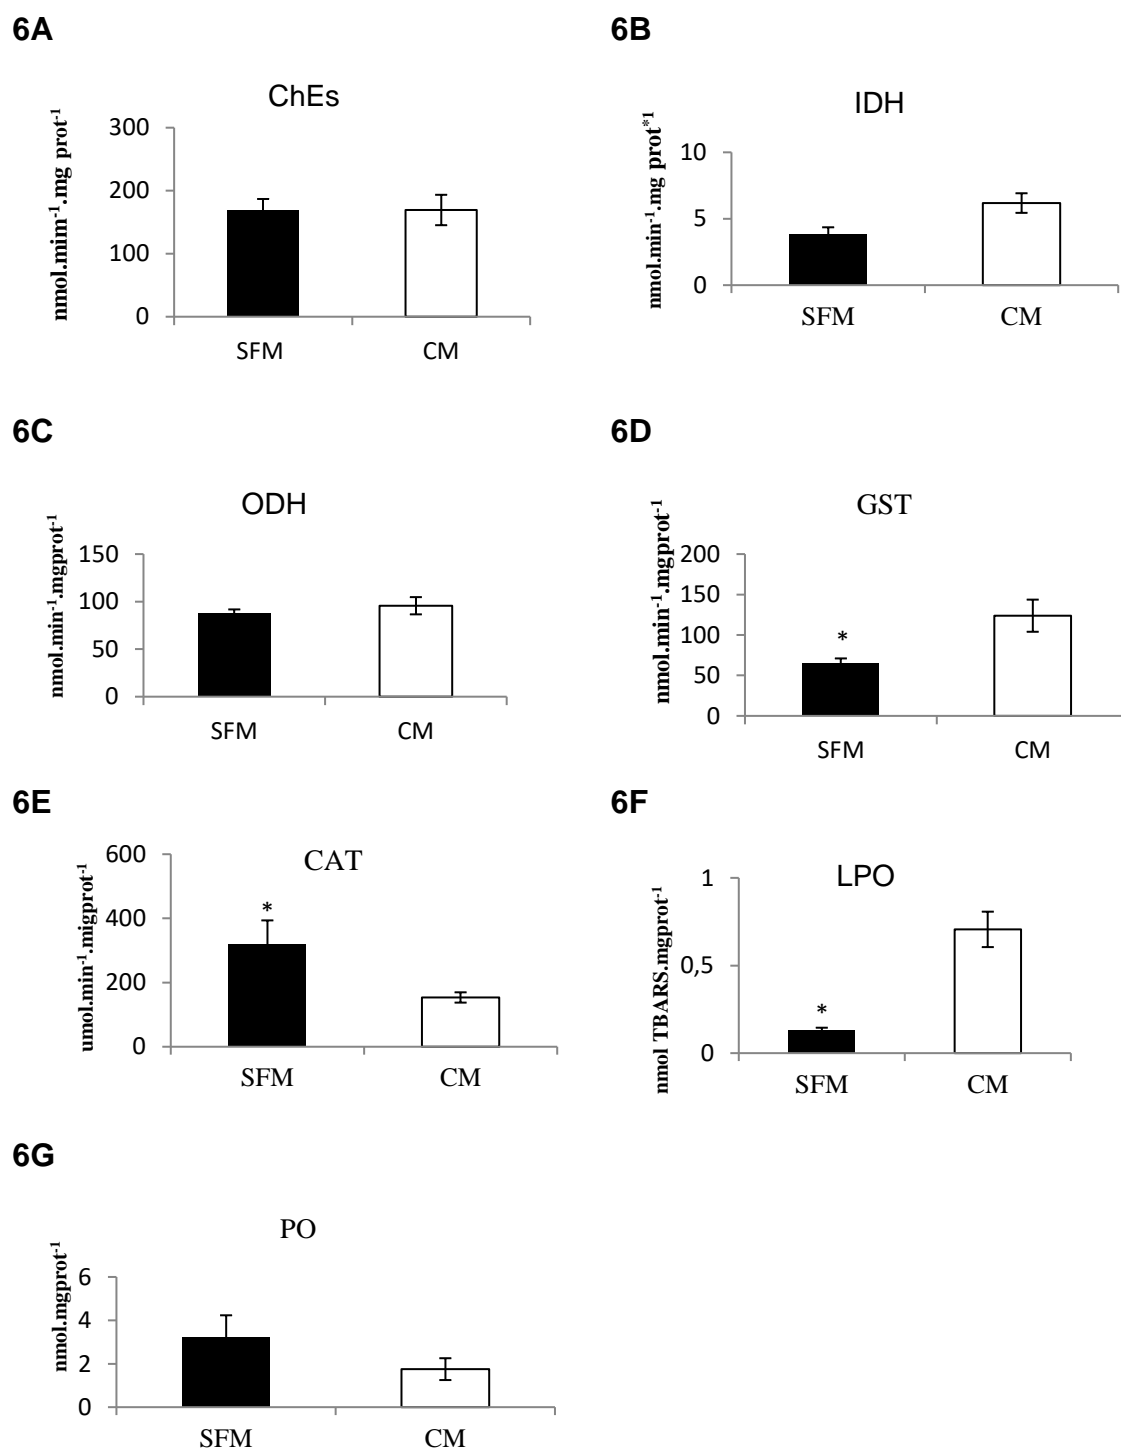 6A
ChEs
nmol.mim⁻¹.mg prot⁻¹
300
200
100
0
SFM CM
6B
IDH
nmol.min⁻¹.mg prot*¹
10
5
0
SFM CM
6C
ODH
nmol.min⁻¹.mgprot⁻¹
150
100
50
0
SFM CM
6D
GST
nmol.min⁻¹.mgprot⁻¹
200
150
100
50
0
*
SFM CM
6E
CAT
umol.min⁻¹.migprot⁻¹
600
400
200
0
*
SFM CM
6F
LPO
nmol TBARS.mgprot⁻¹
1
0,5
0
*
SFM CM
6G
PO
nmol.mgprot⁻¹
6
4
2
0
SFM CM